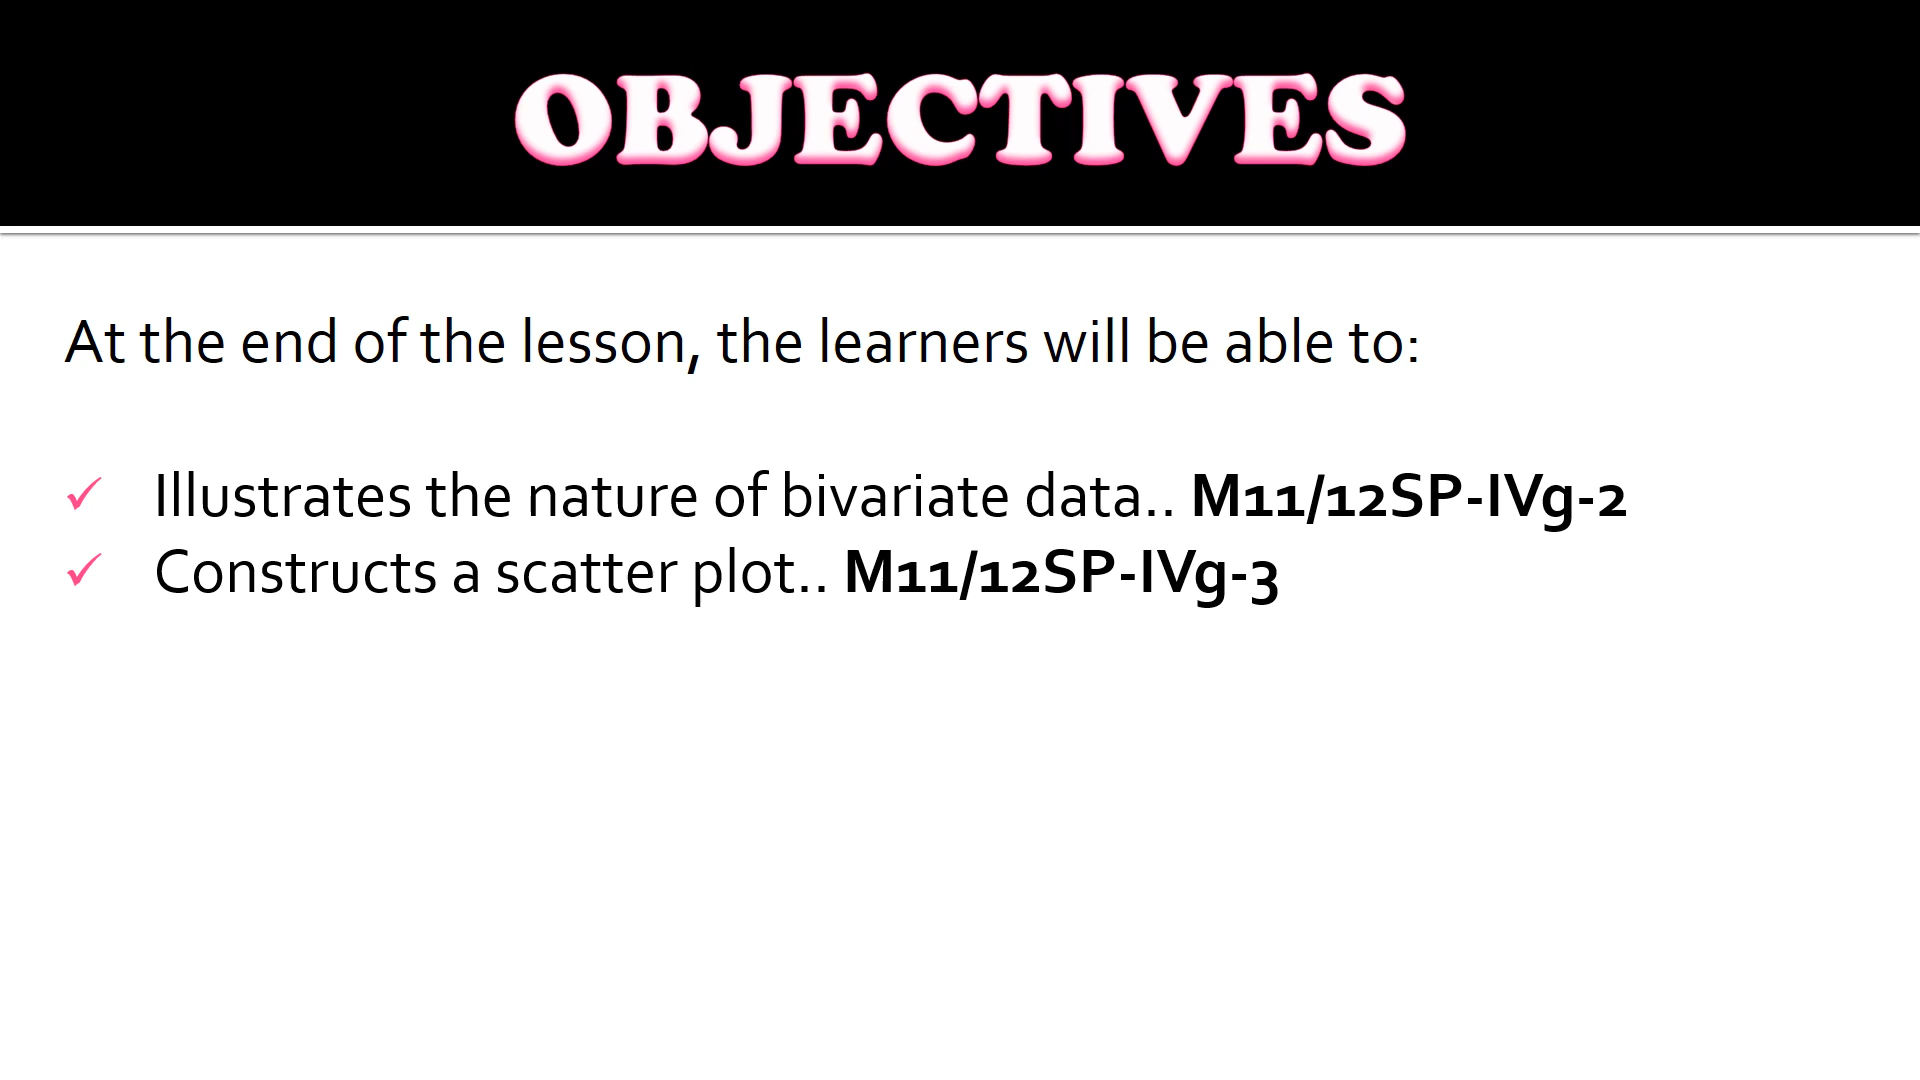 OBJECTIVES
At the end of the lesson, the learners will be able to:
Illustrates the nature of bivariate data.. M11/12SP-IVg-2
Constructs a scatter plot.. M11/12SP-IVg-3